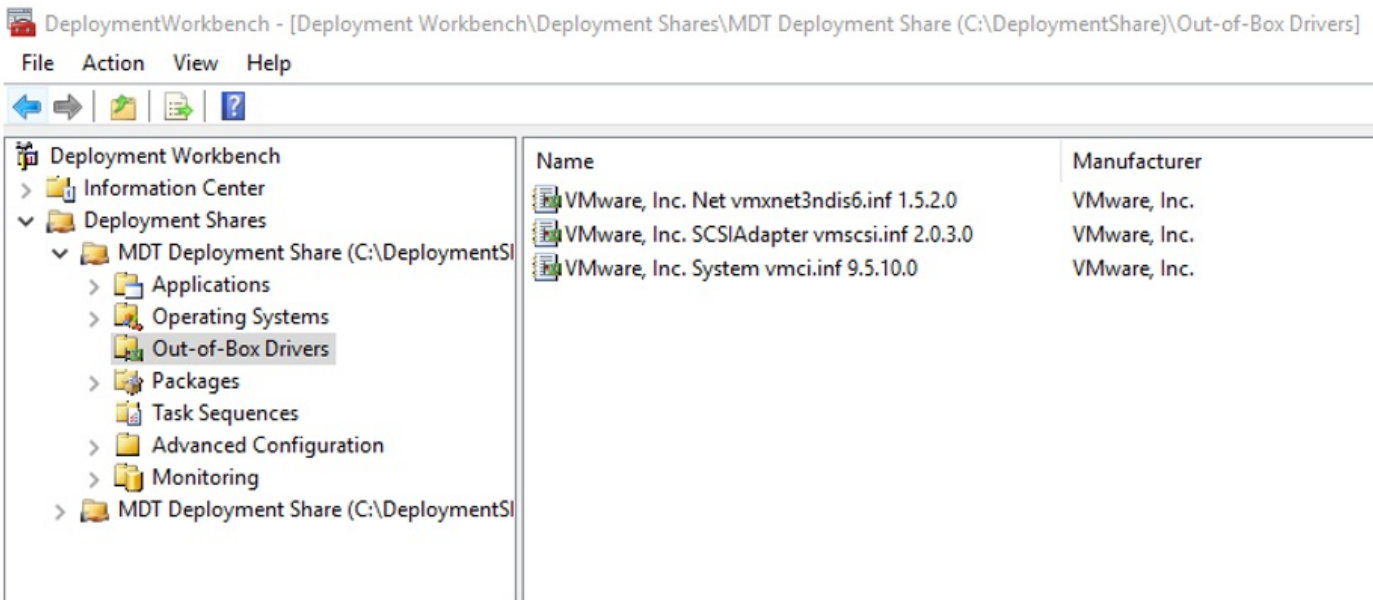 DeploymentWorkbench - [Deployment Workbench\Deployment Shares\MDT Deployment Share (C:\DeploymentShare)\Out-of-Box Drivers]
File Action View Help
Deployment Workbench
Information Center
Deployment Shares
MDT Deployment Share (C:\DeploymentSl
Applications
Operating Systems
Out-of-Box Drivers
Packages
Task Sequences
Advanced Configuration
Monitoring
MDT Deployment Share (C:\DeploymentSl
Name Manufacturer
VMware, Inc. Net vmxnet3ndis6.inf 1.5.2.0 VMware, Inc.
VMware, Inc. SCSIAdapter vmscsi.inf 2.0.3.0 VMware, Inc.
VMware, Inc. System vmci.inf 9.5.10.0 VMware, Inc.